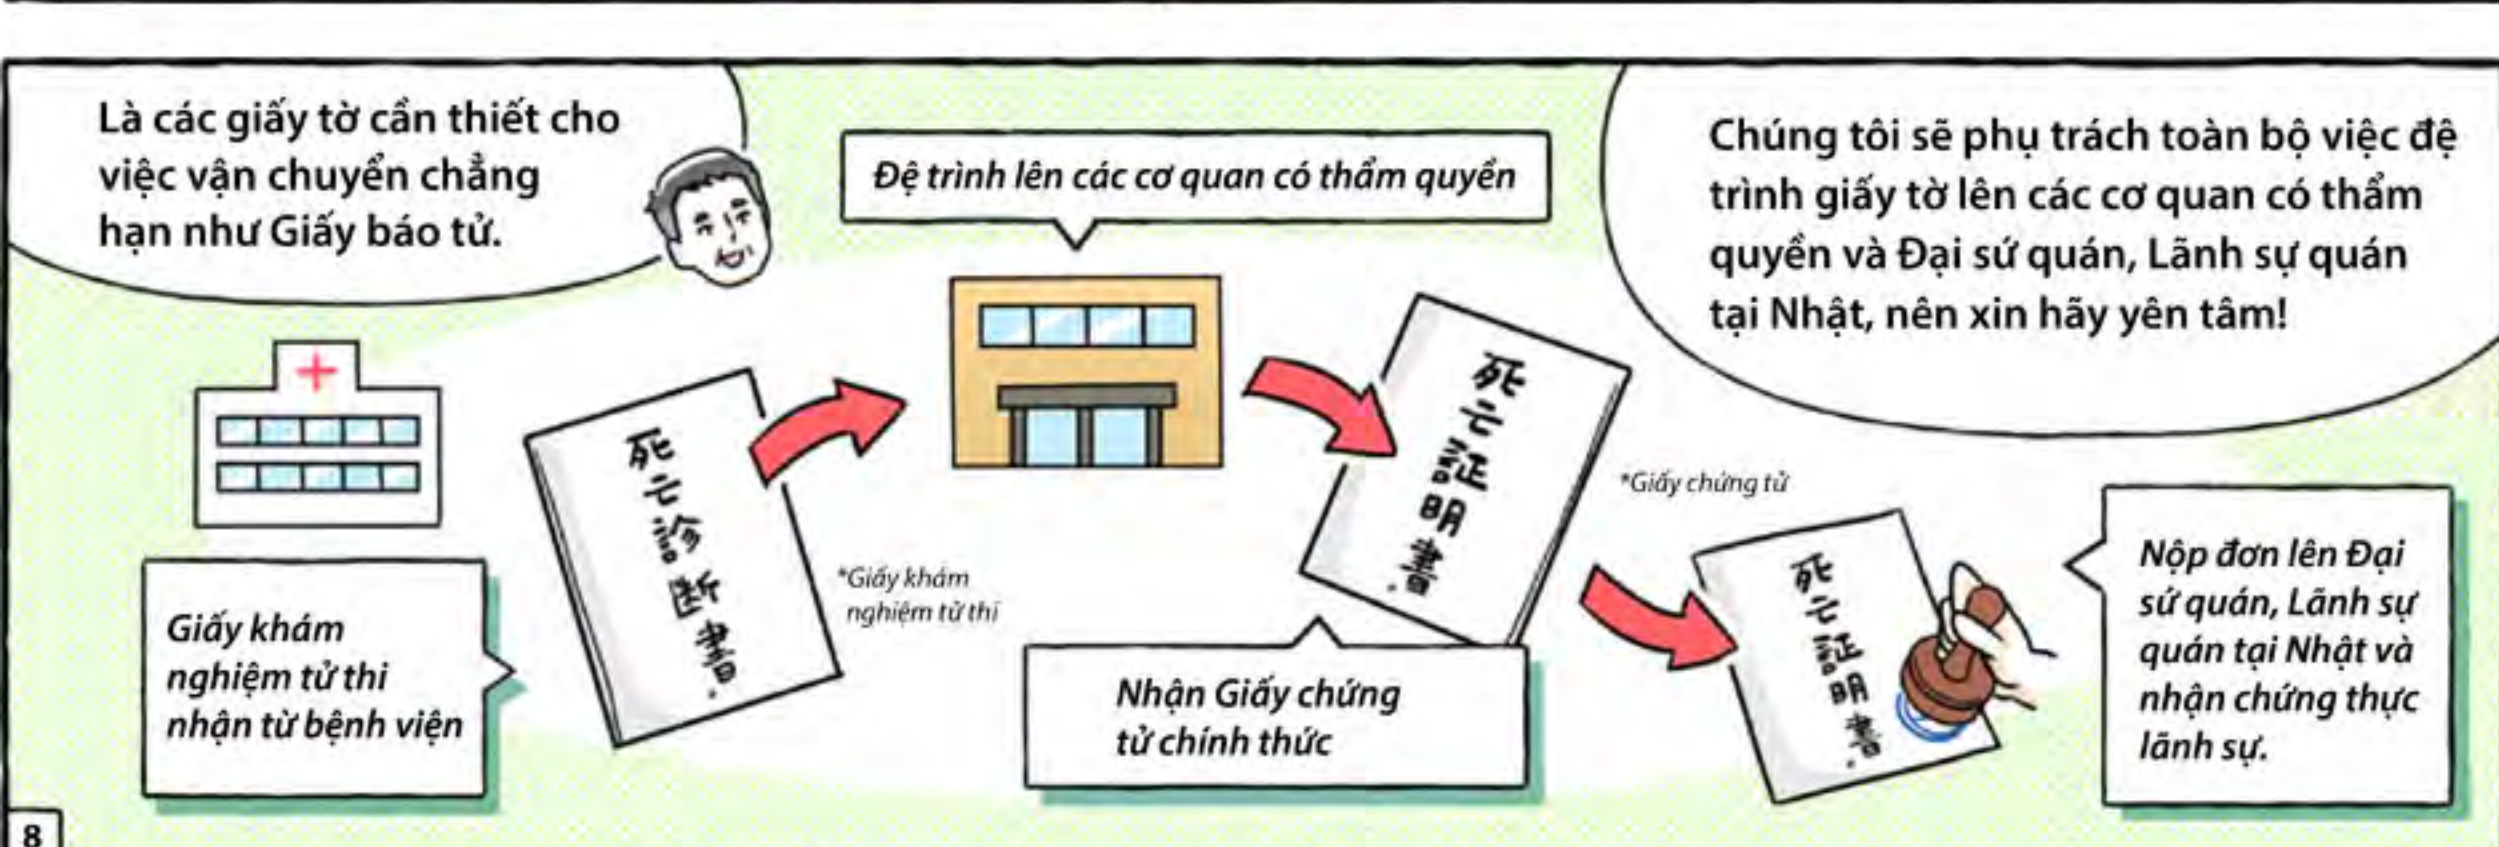 Là các giấy tờ cần thiết cho
việc vận chuyển chẳng
hạn như Giấy báo tử.
Đệ trình lên các cơ quan có thẩm quyền
Chúng tôi sẽ phụ trách toàn bộ việc đệ
trình giấy tờ lên các cơ quan có thẩm
quyền và Đại sứ quán, Lãnh sự quán
tại Nhật, nên xin hãy yên tâm!
Giấy khám
nghiệm tử thi
nhận từ bệnh viện
死亡診断書.
*Giấy khám
nghiệm tử thi
死亡証明書.
*Giấy chứng tử
Nhận Giấy chứng
tử chính thức
死亡証明書.
Nộp đơn lên Đại
sứ quán, Lãnh sự
quán tại Nhật và
nhận chứng thực
lãnh sự.
8